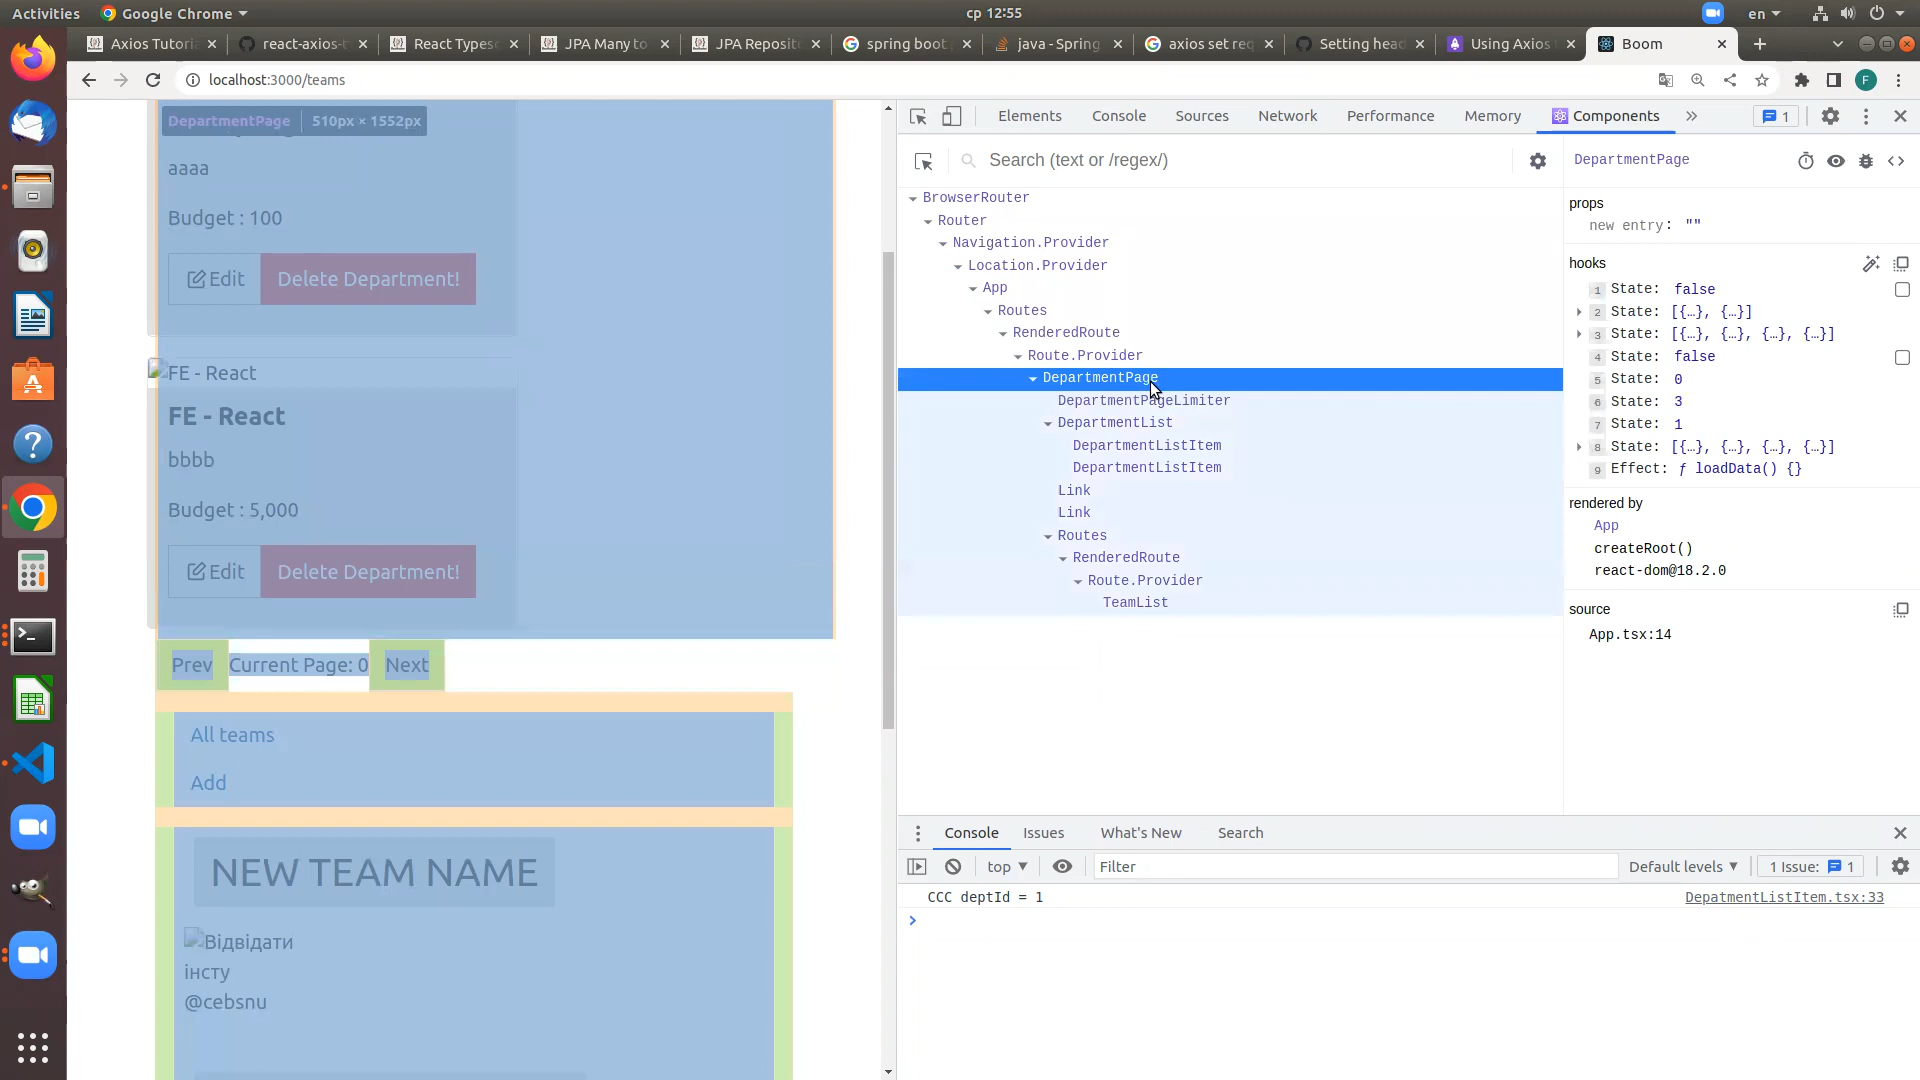 Activities
Google Chrome
ср 12:55
en
Axios Tutori
react-axios-t
React Typesc
JPA Many to
JPA Reposit
spring boot
java - Spring
axios set req
Setting head
Using Axios
Boom
localhost:3000/teams
F
DepartmentPage
510px × 1552px
aaaa
Budget : 100
Edit
Delete Department!
FE - React
FE - React
bbbb
Budget : 5,000
Edit
Delete Department!
Prev
Current Page: 0
Next
All teams
Add
NEW TEAM NAME
Відвідати
інсту
@cebsnu
Elements
Console
Sources
Network
Performance
Memory
Components
1
Search (text or /regex/)
BrowserRouter
Router
Navigation.Provider
Location.Provider
App
Routes
RenderedRoute
Route.Provider
DepartmentPage
DepartmentPageLimiter
DepartmentList
DepartmentListItem
DepartmentListItem
Link
Link
Routes
RenderedRoute
Route.Provider
TeamList
DepartmentPage
props
new entry: ""
hooks
1 State: false
2 State: [{…}, {…}]
3 State: [{…}, {…}, {…}, {…}]
4 State: false
5 State: 0
6 State: 3
7 State: 1
8 State: [{…}, {…}, {…}, {…}]
9 Effect: ƒ loadData() {}
rendered by
App
createRoot()
react-dom@18.2.0
source
App.tsx:14
Console
Issues
What's New
Search
top
Filter
Default levels
1 Issue: 1
CCC deptId = 1
DepatmentListItem.tsx:33